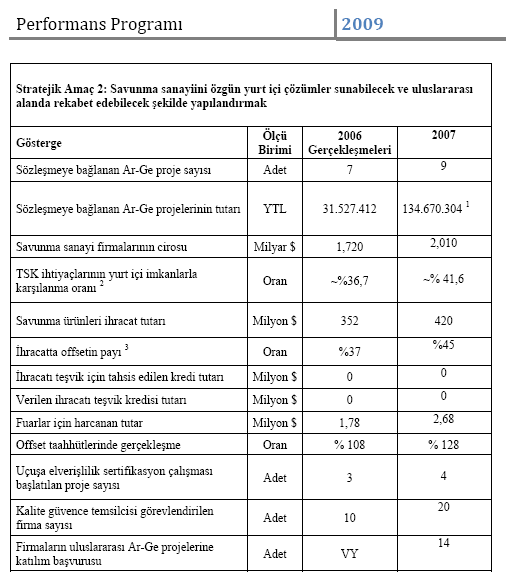 Performans Programı 2009
Stratejik Amaç 2: Savunma sanayiini özgün yurt içi çözümler sunabilecek ve uluslararası
alanda rekabet edebilecek şekilde yapılandırmak
Gösterge Ölçü Birimi 2006 Gerçekleşmeleri 2007
Sözleşmeye bağlanan Ar-Ge proje sayısı Adet 7 9
Sözleşmeye bağlanan Ar-Ge projelerinin tutarı YTL 31.527.412 134.670.304 1
Savunma sanayi firmalarının cirosu Milyar $ 1,720 2,010
TSK ihtiyaçlarının yurt içi imkanlarla
karşılanma oranı 2 Oran ~%36,7 ~% 41,6
Savunma ürünleri ihracat tutarı Milyon $ 352 420
İhracatta offsetin payı 3 Oran %37 %45
İhracatı teşvik için tahsis edilen kredi tutarı Milyon $ 0 0
Verilen ihracatı teşvik kredisi tutarı Milyon $ 0 0
Fuarlar için harcanan tutar Milyon $ 1,78 2,68
Offset taahhütlerinde gerçekleşme Oran % 108 % 128
Uçuşa elverişlilik sertifikasyon çalışması
başlatılan proje sayısı Adet 3 4
Kalite güvence temsilcisi görevlendirilen
firma sayısı Adet 10 20
Firmaların uluslararası Ar-Ge projelerine
katılım başvurusu Adet VY 14